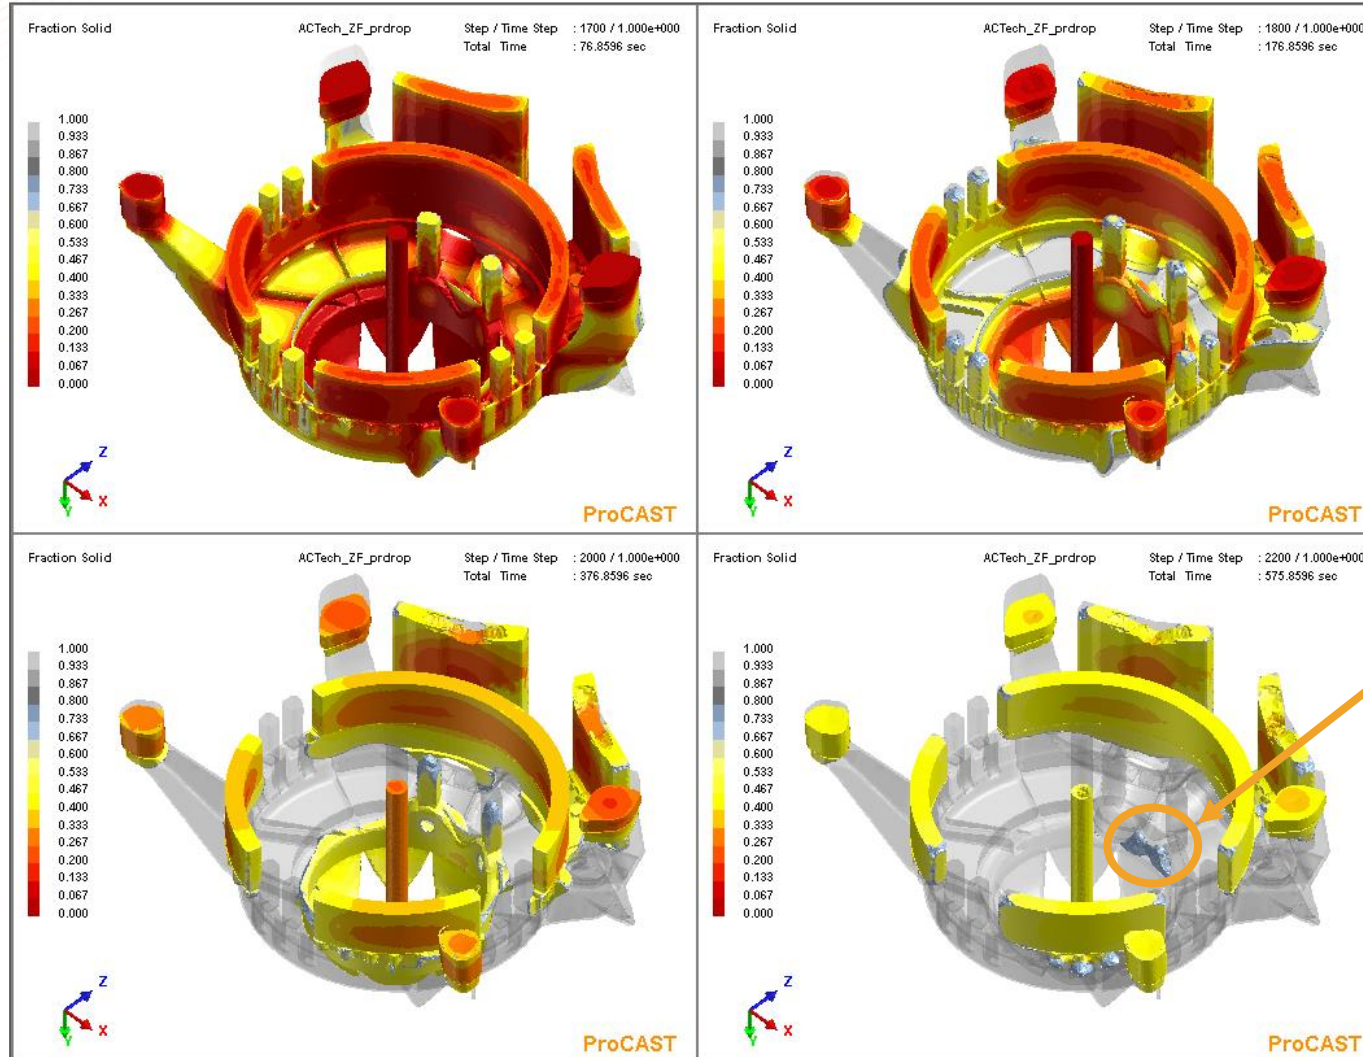 Fraction Solid ACTech_ZF_prdrop Step / Time Step : 1700 / 1.000e+000
Total Time : 76.8596 sec
1.000
0.933
0.867
0.800
0.733
0.667
0.600
0.533
0.467
0.400
0.333
0.267
0.200
0.133
0.067
0.000
Z
X
Y
ProCAST
Fraction Solid ACTech_ZF_prdrop Step / Time Step : 1800 / 1.000e+000
Total Time : 176.8596 sec
1.000
0.933
0.867
0.800
0.733
0.667
0.600
0.533
0.467
0.400
0.333
0.267
0.200
0.133
0.067
0.000
Z
X
Y
ProCAST
Fraction Solid ACTech_ZF_prdrop Step / Time Step : 2000 / 1.000e+000
Total Time : 376.8596 sec
1.000
0.933
0.867
0.800
0.733
0.667
0.600
0.533
0.467
0.400
0.333
0.267
0.200
0.133
0.067
0.000
Z
X
Y
ProCAST
Fraction Solid ACTech_ZF_prdrop Step / Time Step : 2200 / 1.000e+000
Total Time : 575.8596 sec
1.000
0.933
0.867
0.800
0.733
0.667
0.600
0.533
0.467
0.400
0.333
0.267
0.200
0.133
0.067
0.000
Z
X
Y
ProCAST